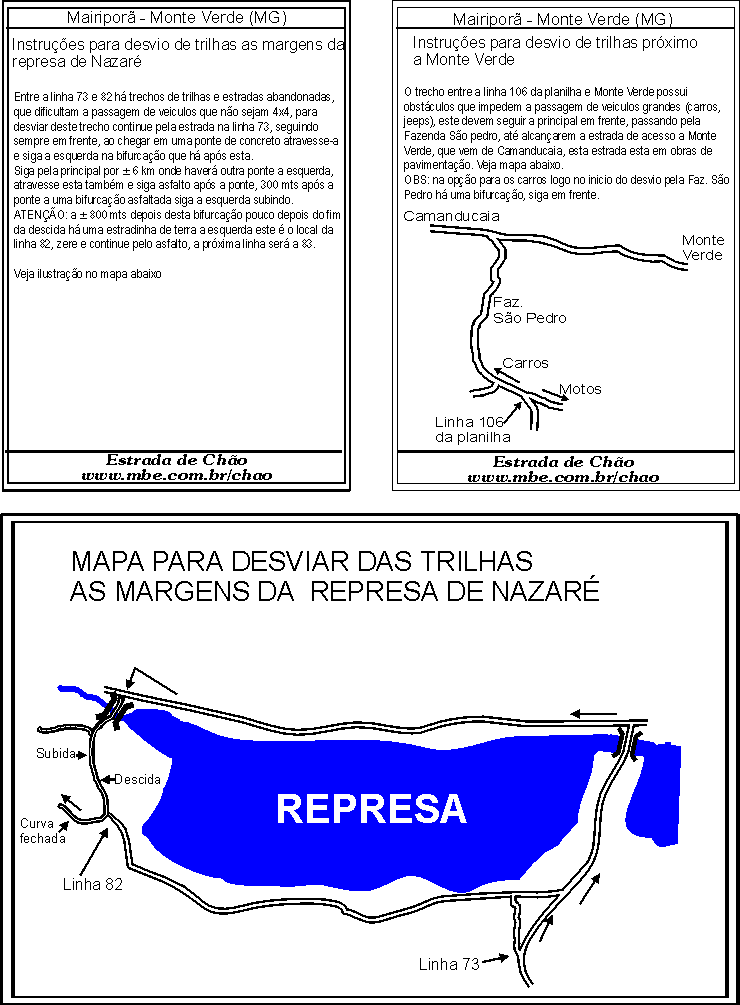 Mairiporã - Monte Verde (MG)
Instruções para desvio de trilhas as margens da
represa de Nazaré
Entre a linha 73 e 82 há trechos de trilhas e estradas abandonadas,
que dificultam a passagem de veiculos que não sejam 4x4, para
desviar deste trecho continue pela estrada na linha 73, seguindo
sempre em frente, ao chegar em uma ponte de concreto atravesse-a
e siga a esquerda na bifurcação que há após esta.
Siga pela principal por ± 6 km onde haverá outra ponte a esquerda,
atravesse esta também e siga asfalto após a ponte, 300 mts após a
ponte a uma bifurcação asfaltada siga a esquerda subindo.
ATENÇÃO: a ± 800 mts depois desta bifurcação pouco depois do fim
da descida há uma estradinha de terra a esquerda este é o local da
linha 82, zere e continue pelo asfalto, a próxima linha será a 83.
Veja ilustração no mapa abaixo
Estrada de Chão
www.mbe.com.br/chao
Mairiporã - Monte Verde (MG)
Instruções para desvio de trilhas próximo
a Monte Verde
O trecho entre a linha 106 da planilha e Monte Verde possui
obstáculos que impedem a passagem de veiculos grandes (carros,
jeeps), este devem seguir a principal em frente, passando pela
Fazenda São pedro, até alcançarem a estrada de acesso a Monte
Verde, que vem de Camanducaia, esta estrada esta em obras de
pavimentação. Veja mapa abaixo.
OBS: na opção para os carros logo no inicio do desvio pela Faz. São
Pedro há uma bifurcação, siga em frente.
Camanducaia
Monte
Verde
Faz.
São Pedro
Carros
Motos
Linha 106
da planilha
Estrada de Chão
www.mbe.com.br/chao
MAPA PARA DESVIAR DAS TRILHAS
AS MARGENS DA REPRESA DE NAZARÉ
Subida
Descida
REPRESA
Curva
fechada
Linha 82
Linha 73